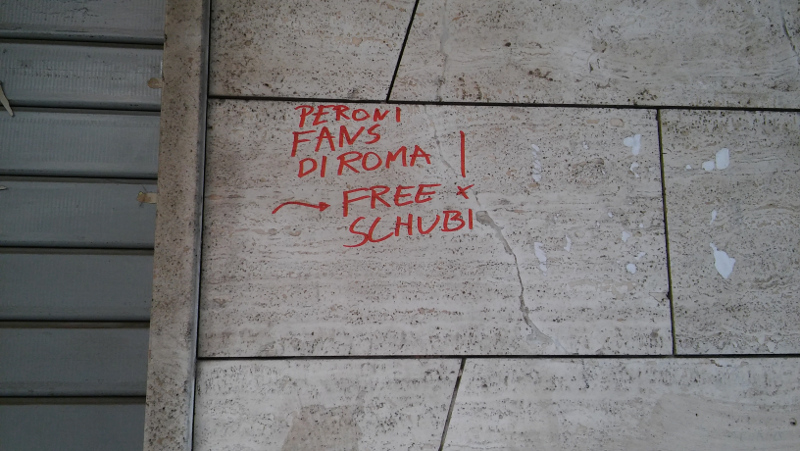 PERONI
FANS
DI ROMA !
→ FREE x
SCHUBI